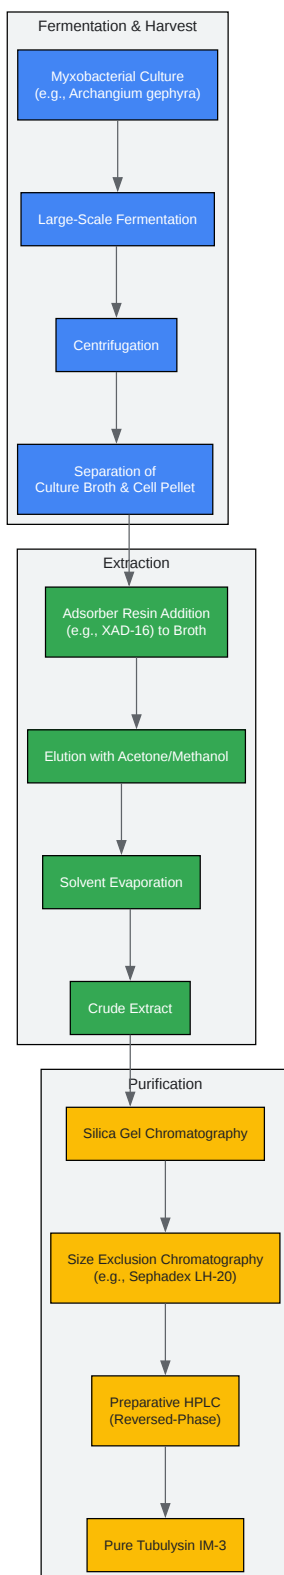 Fermentation & Harvest
Myxobacterial Culture
(e.g., Archangium gephyra)
Large-Scale Fermentation
Centrifugation
Separation of
Culture Broth & Cell Pellet
Extraction
Adsorber Resin Addition
(e.g., XAD-16) to Broth
Elution with Acetone/Methanol
Solvent Evaporation
Crude Extract
Purification
Silica Gel Chromatography
Size Exclusion Chromatography
(e.g., Sephadex LH-20)
Preparative HPLC
(Reversed-Phase)
Pure Tubulysin IM-3